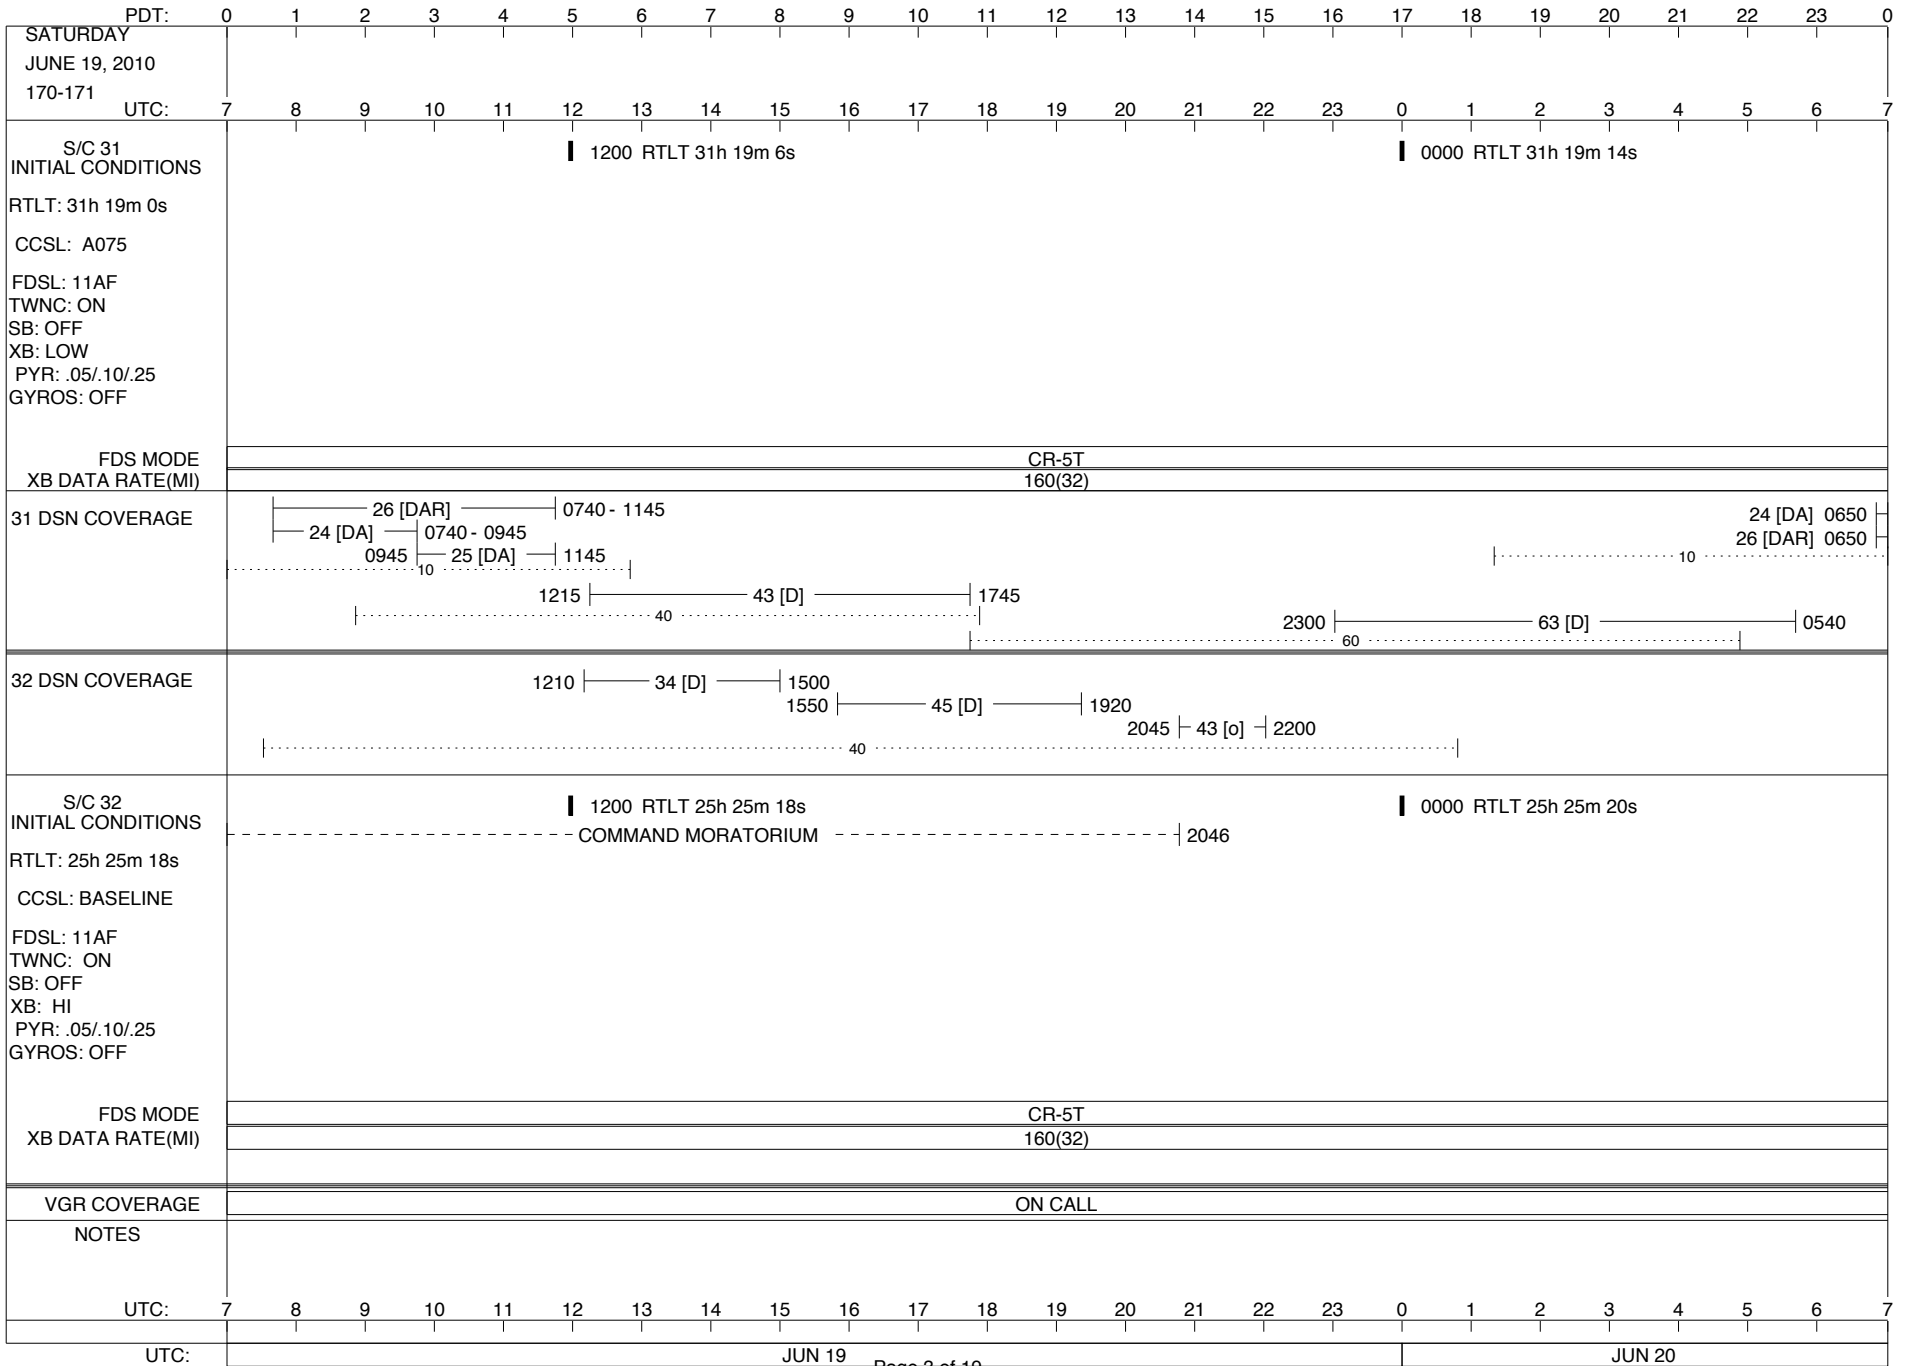 PDT: 0 1 2 3 4 5 6 7 8 9 10 11 12 13 14 15 16 17 18 19 20 21 22 23 0
SATURDAY
JUNE 19, 2010
170-171
UTC: 7 8 9 10 11 12 13 14 15 16 17 18 19 20 21 22 23 0 1 2 3 4 5 6 7
S/C 31
INITIAL CONDITIONS
1200 RTLT 31h 19m 6s
0000 RTLT 31h 19m 14s
RTLT: 31h 19m 0s
CCSL: A075
FDSL: 11AF
TWNC: ON
SB: OFF
XB: LOW
PYR: .05/.10/.25
GYROS: OFF
FDS MODE CR-5T
XB DATA RATE(MI) 160(32)
31 DSN COVERAGE
26 [DAR] 0740 - 1145
24 [DA] 0740 - 0945
0945 25 [DA] 1145
10
24 [DA] 0650
26 [DAR] 0650
10
1215 43 [D] 1745
40
2300 63 [D] 0540
60
32 DSN COVERAGE
1210 34 [D] 1500
1550 45 [D] 1920
2045 43 [o] 2200
40
S/C 32
INITIAL CONDITIONS
1200 RTLT 25h 25m 18s
0000 RTLT 25h 25m 20s
COMMAND MORATORIUM 2046
RTLT: 25h 25m 18s
CCSL: BASELINE
FDSL: 11AF
TWNC: ON
SB: OFF
XB: HI
PYR: .05/.10/.25
GYROS: OFF
FDS MODE CR-5T
XB DATA RATE(MI) 160(32)
VGR COVERAGE ON CALL
NOTES
UTC: 7 8 9 10 11 12 13 14 15 16 17 18 19 20 21 22 23 0 1 2 3 4 5 6 7
UTC: JUN 19 JUN 20